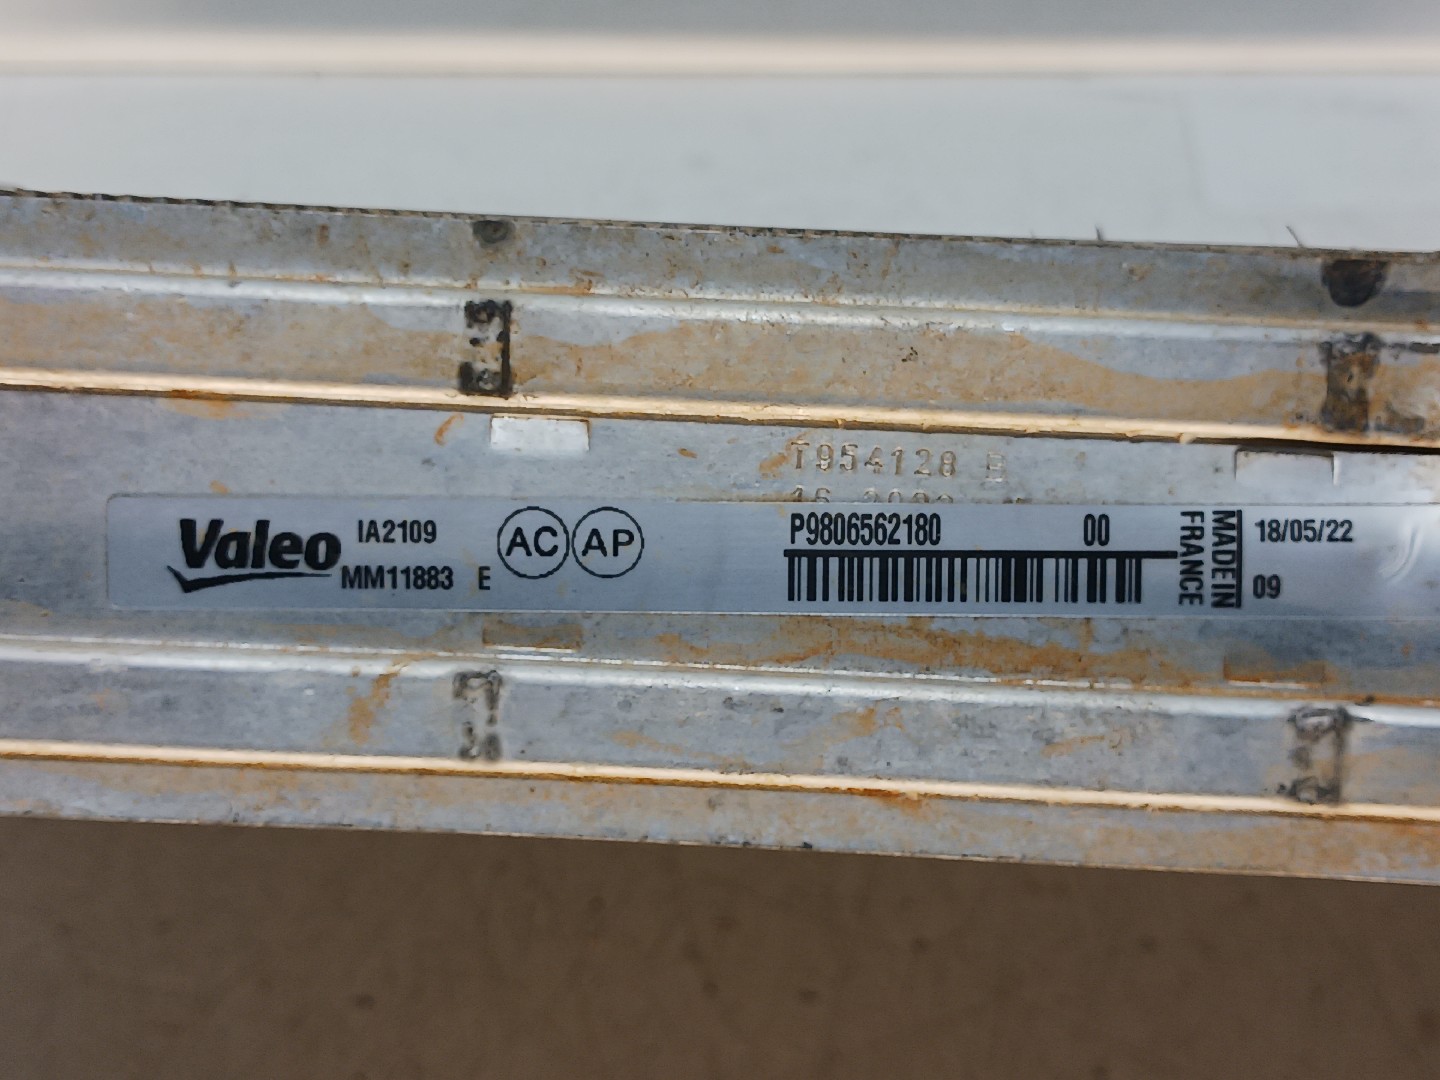 T954128 B
Valeo
IA2109
MM11883 E
AC
AP
P9806562180 00
MADE IN
FRANCE
18/05/22
09